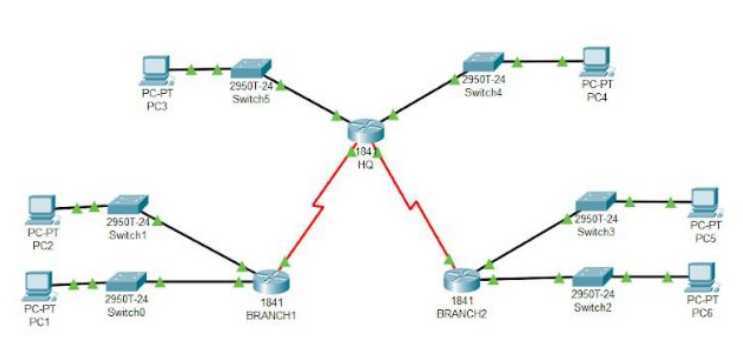 2950T-24
Switch5
PC-PT
PC3
2950T-24
Switch4
PC-PT
PC4
184
HQ
PC-PT
PC2
2950T-24
Switch1
2950T-24
Switch3
PC-PT
PC5
PC-PT
PC1
2950T-24
Switch0
1841
BRANCH1
1841
BRANCH2
2950T-24
Switch2
PC-PT
PC6